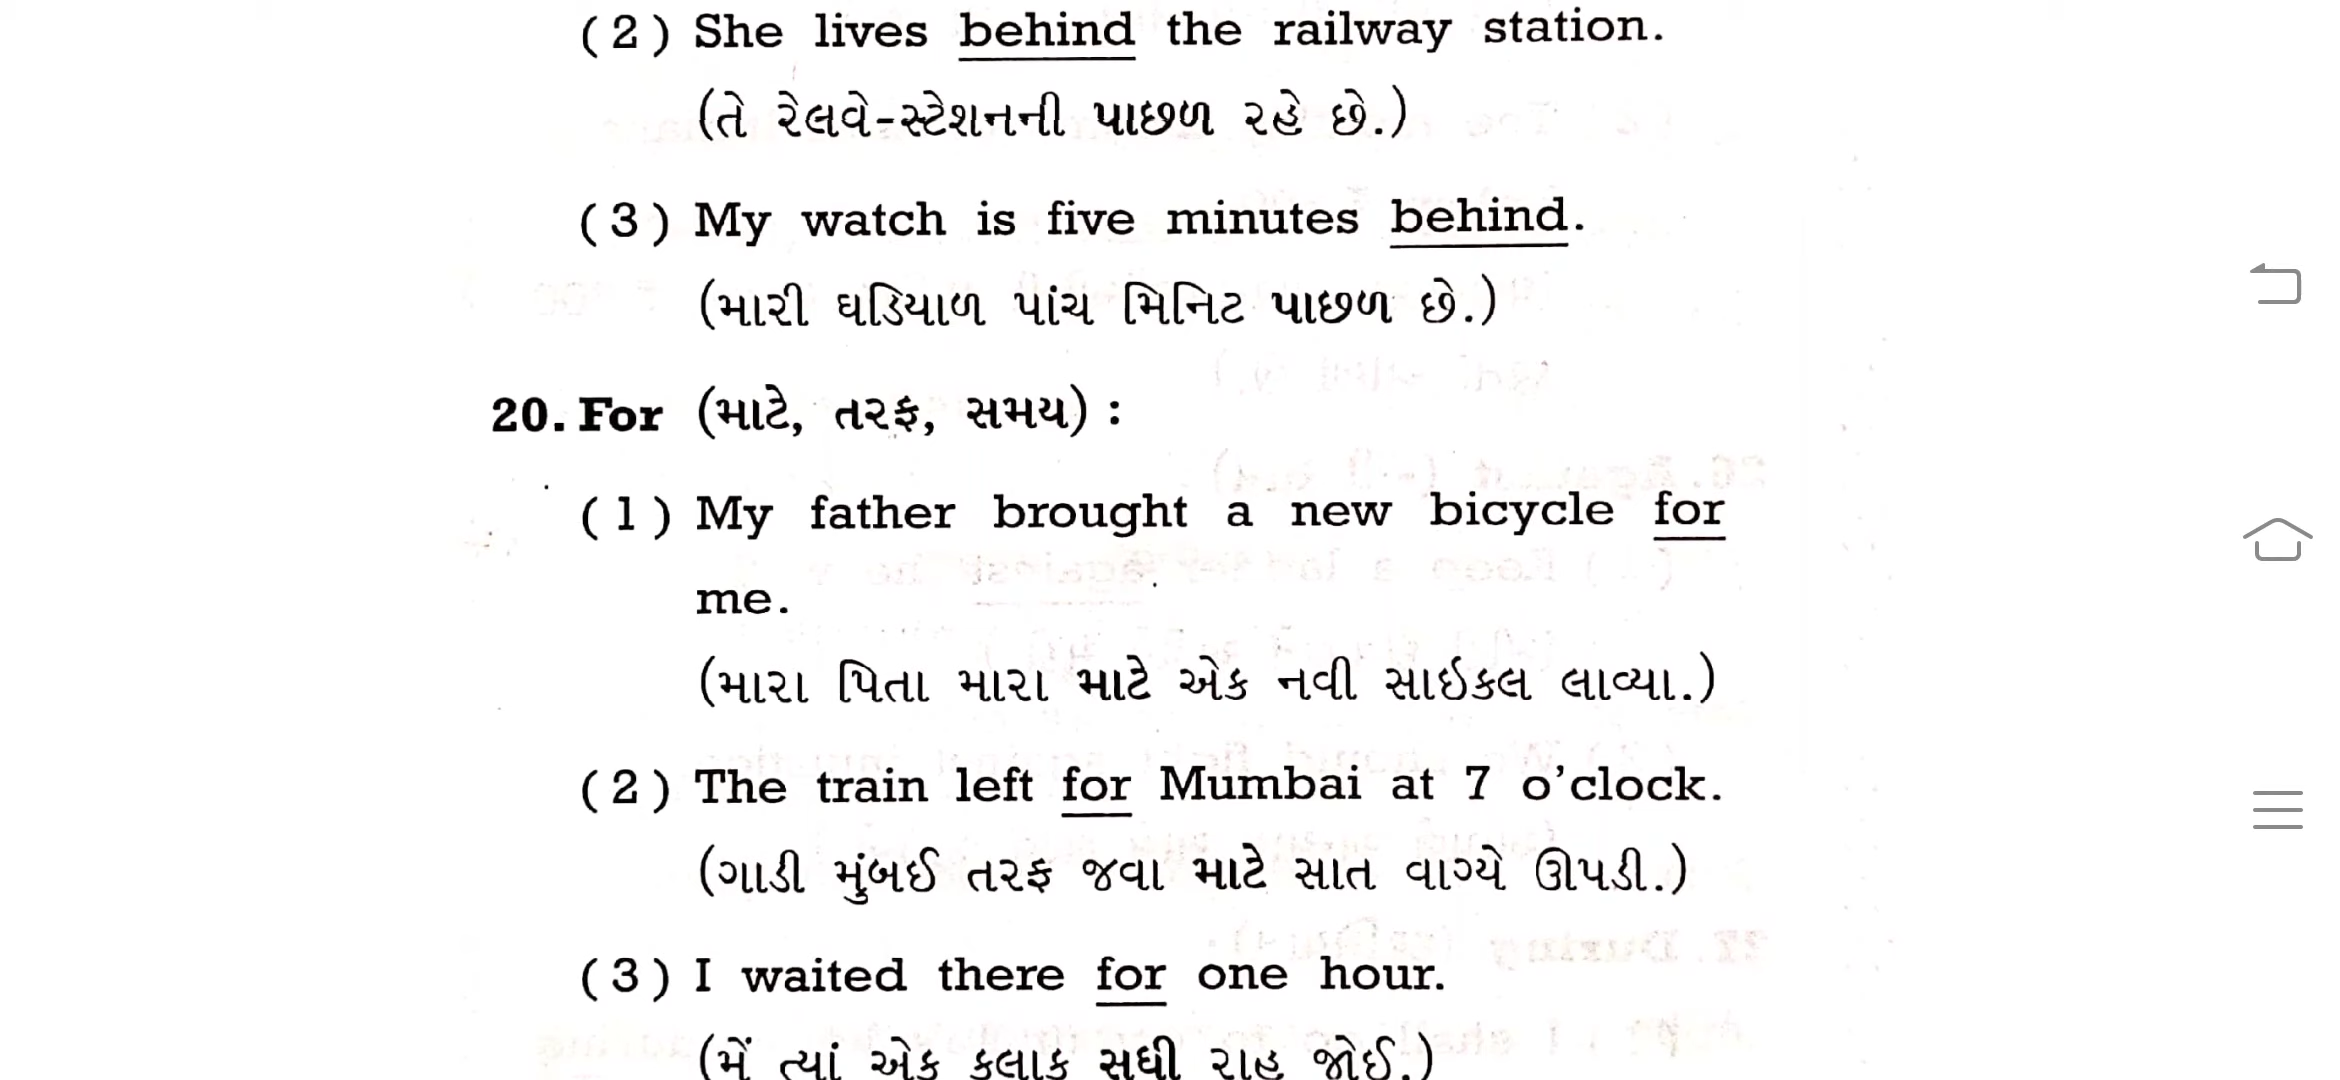 (2) She lives behind the railway station.
(તે રેલવે-સ્ટેશનની પાછળ રહે છે.)
(3) My watch is five minutes behind.
(મારી ઘડિયાળ પાંચ મિનિટ પાછળ છે.)
20. For (માટે, તરફ, સમય) :
(1) My father brought a new bicycle for
me.
(મારા પિતા મારા માટે એક નવી સાઈકલ લાવ્યા.)
(2) The train left for Mumbai at 7 o’clock.
(ગાડી મુંબઈ તરફ જવા માટે સાત વાગ્યે ઊપડી.)
(3) I waited there for one hour.
(મેં ત્યાં એક કલાક સુધી રાહ જોઈ.)